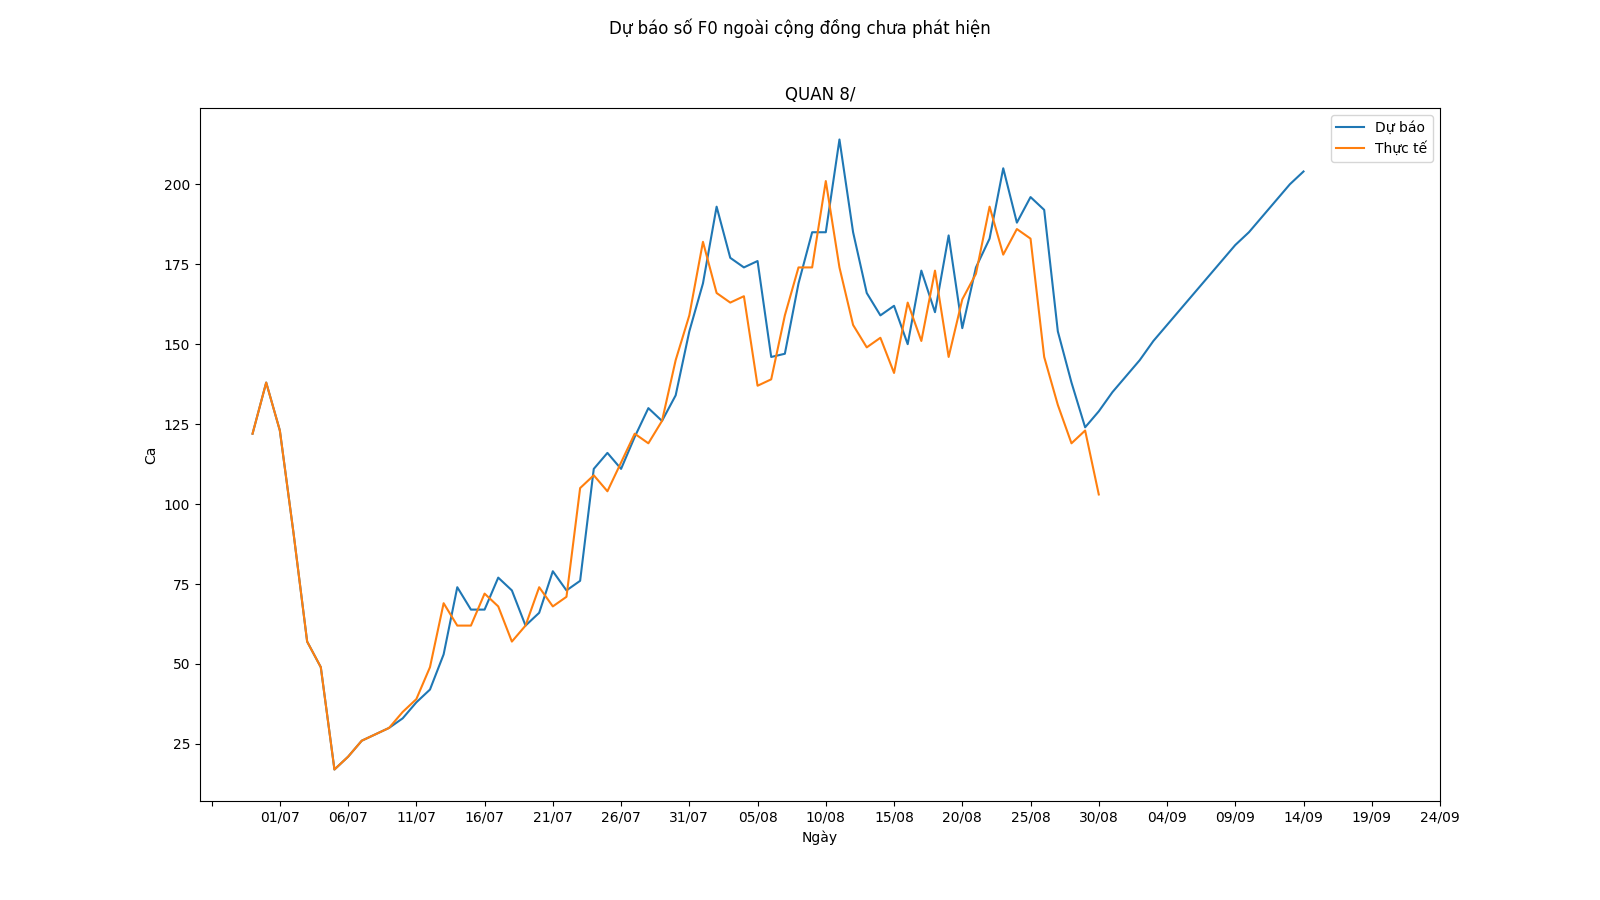 Dự báo số F0 ngoài cộng đồng chưa phát hiện
QUAN 8/
Dự báo
Thực tế
200
175
150
125
100
75
50
25
Ca
01/07 06/07 11/07 16/07 21/07 26/07 31/07 05/08 10/08 15/08 20/08 25/08 30/08 04/09 09/09 14/09 19/09 24/09
Ngày